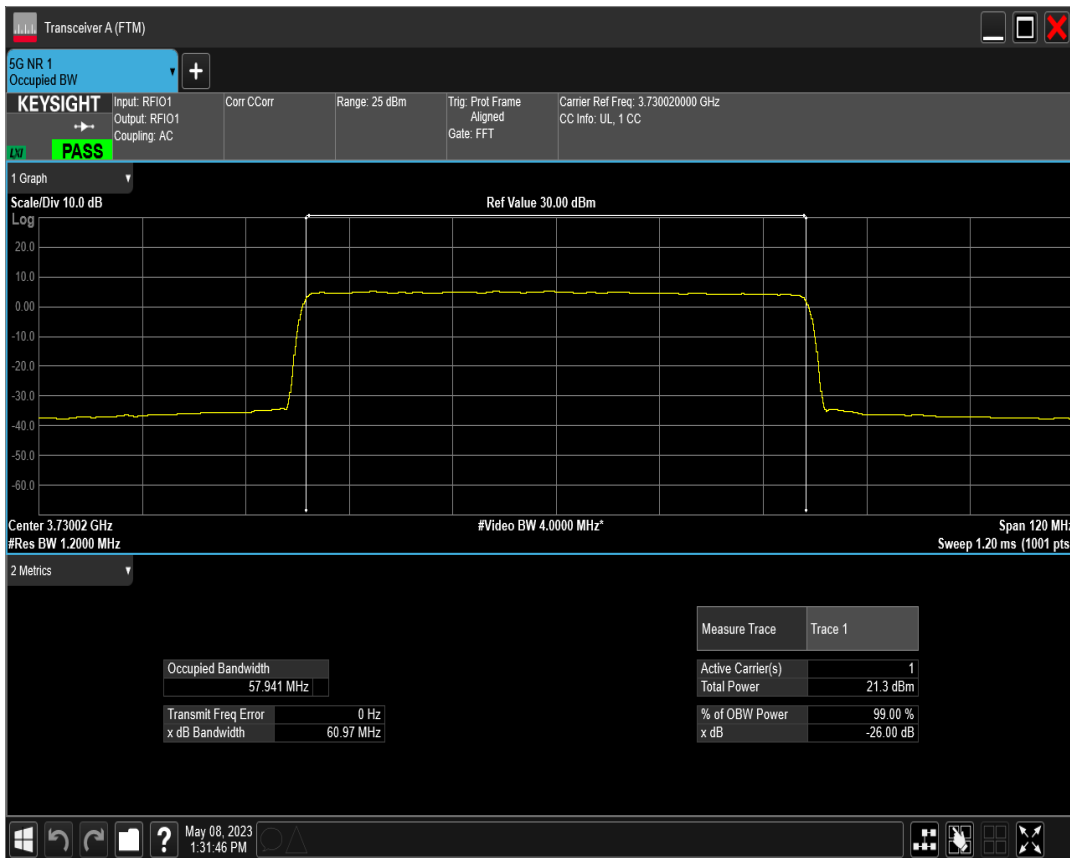 Transceiver A (FTM)
5G NR 1
Occupied BW
+
KEYSIGHT
LXI
PASS
Input: RFIO1
Output: RFIO1
Coupling: AC
Corr CCorr
Range: 25 dBm
Trig: Prot Frame
Aligned
Gate: FFT
Carrier Ref Freq: 3.730020000 GHz
CC Info: UL, 1 CC
1 Graph
Scale/Div 10.0 dB
Ref Value 30.00 dBm
Log
20.0
10.0
0.00
-10.0
-20.0
-30.0
-40.0
-50.0
-60.0
Center 3.73002 GHz
#Video BW 4.0000 MHz*
Span 120 MHz
#Res BW 1.2000 MHz
Sweep 1.20 ms (1001 pts
2 Metrics
Measure Trace Trace 1
Occupied Bandwidth
57.941 MHz
Active Carrier(s) 1
Total Power 21.3 dBm
Transmit Freq Error 0 Hz
x dB Bandwidth 60.97 MHz
% of OBW Power 99.00 %
x dB -26.00 dB
?
May 08, 2023
1:31:46 PM